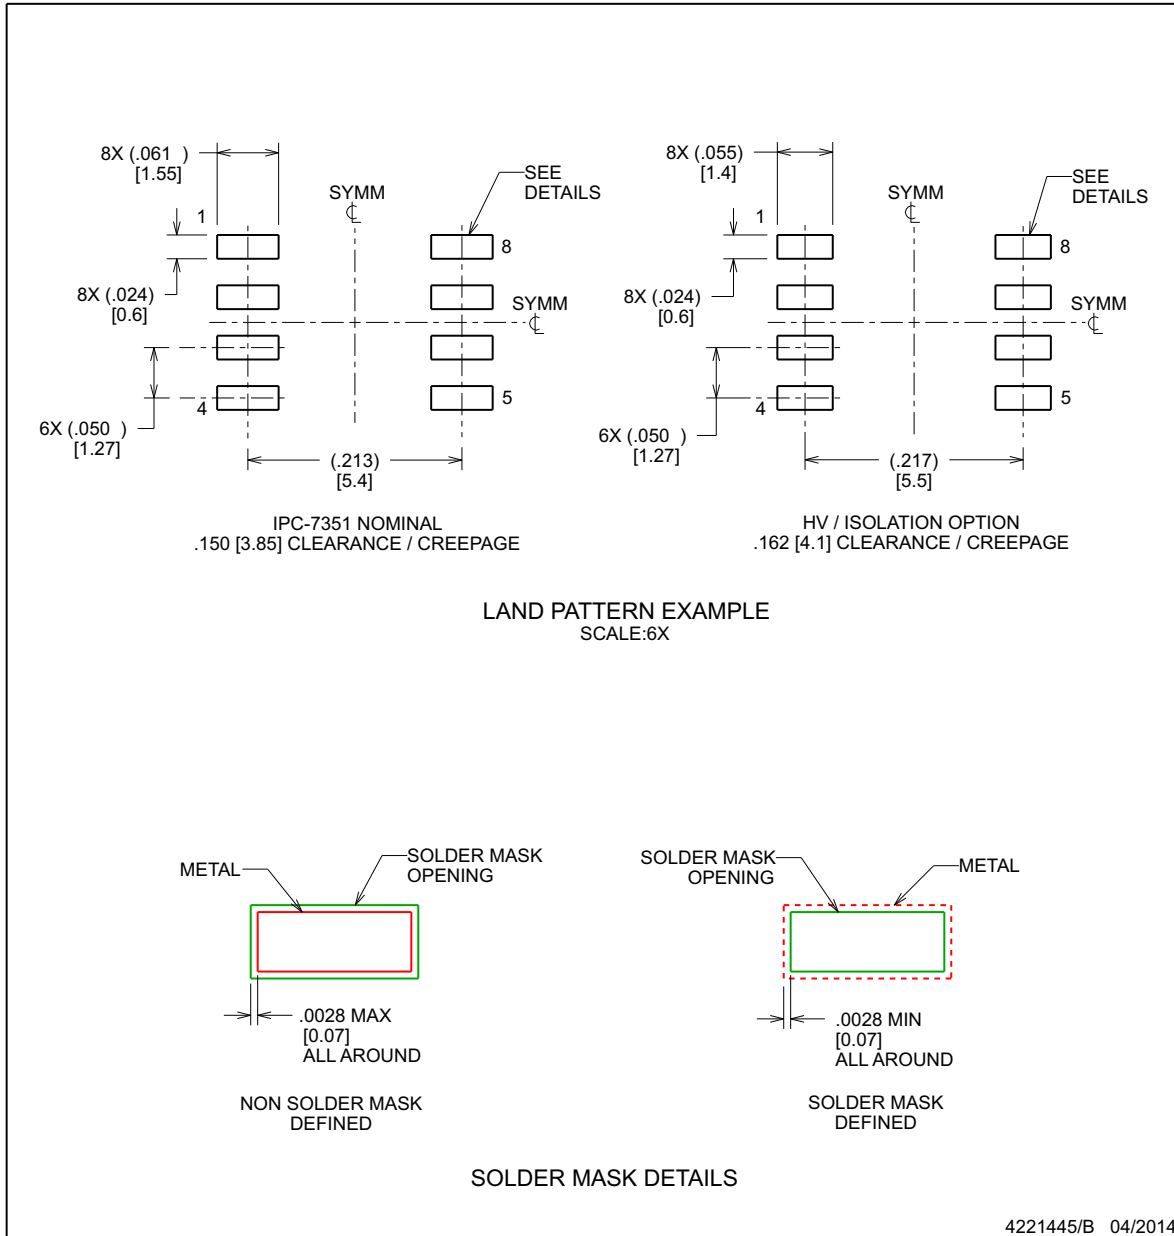 8X (.061 )
[1.55]
SYMM
SEE
DETAILS
1
8
8X (.024)
[0.6]
SYMM
4
5
6X (.050 )
[1.27]
(.213)
[5.4]
IPC-7351 NOMINAL
.150 [3.85] CLEARANCE / CREEPAGE
8X (.055)
[1.4]
SYMM
SEE
DETAILS
1
8
8X (.024)
[0.6]
SYMM
4
5
6X (.050 )
[1.27]
(.217)
[5.5]
HV / ISOLATION OPTION
.162 [4.1] CLEARANCE / CREEPAGE
LAND PATTERN EXAMPLE
SCALE:6X
METAL
SOLDER MASK
OPENING
.0028 MAX
[0.07]
ALL AROUND
NON SOLDER MASK
DEFINED
SOLDER MASK
OPENING
METAL
.0028 MIN
[0.07]
ALL AROUND
SOLDER MASK
DEFINED
SOLDER MASK DETAILS
4221445/B 04/2014